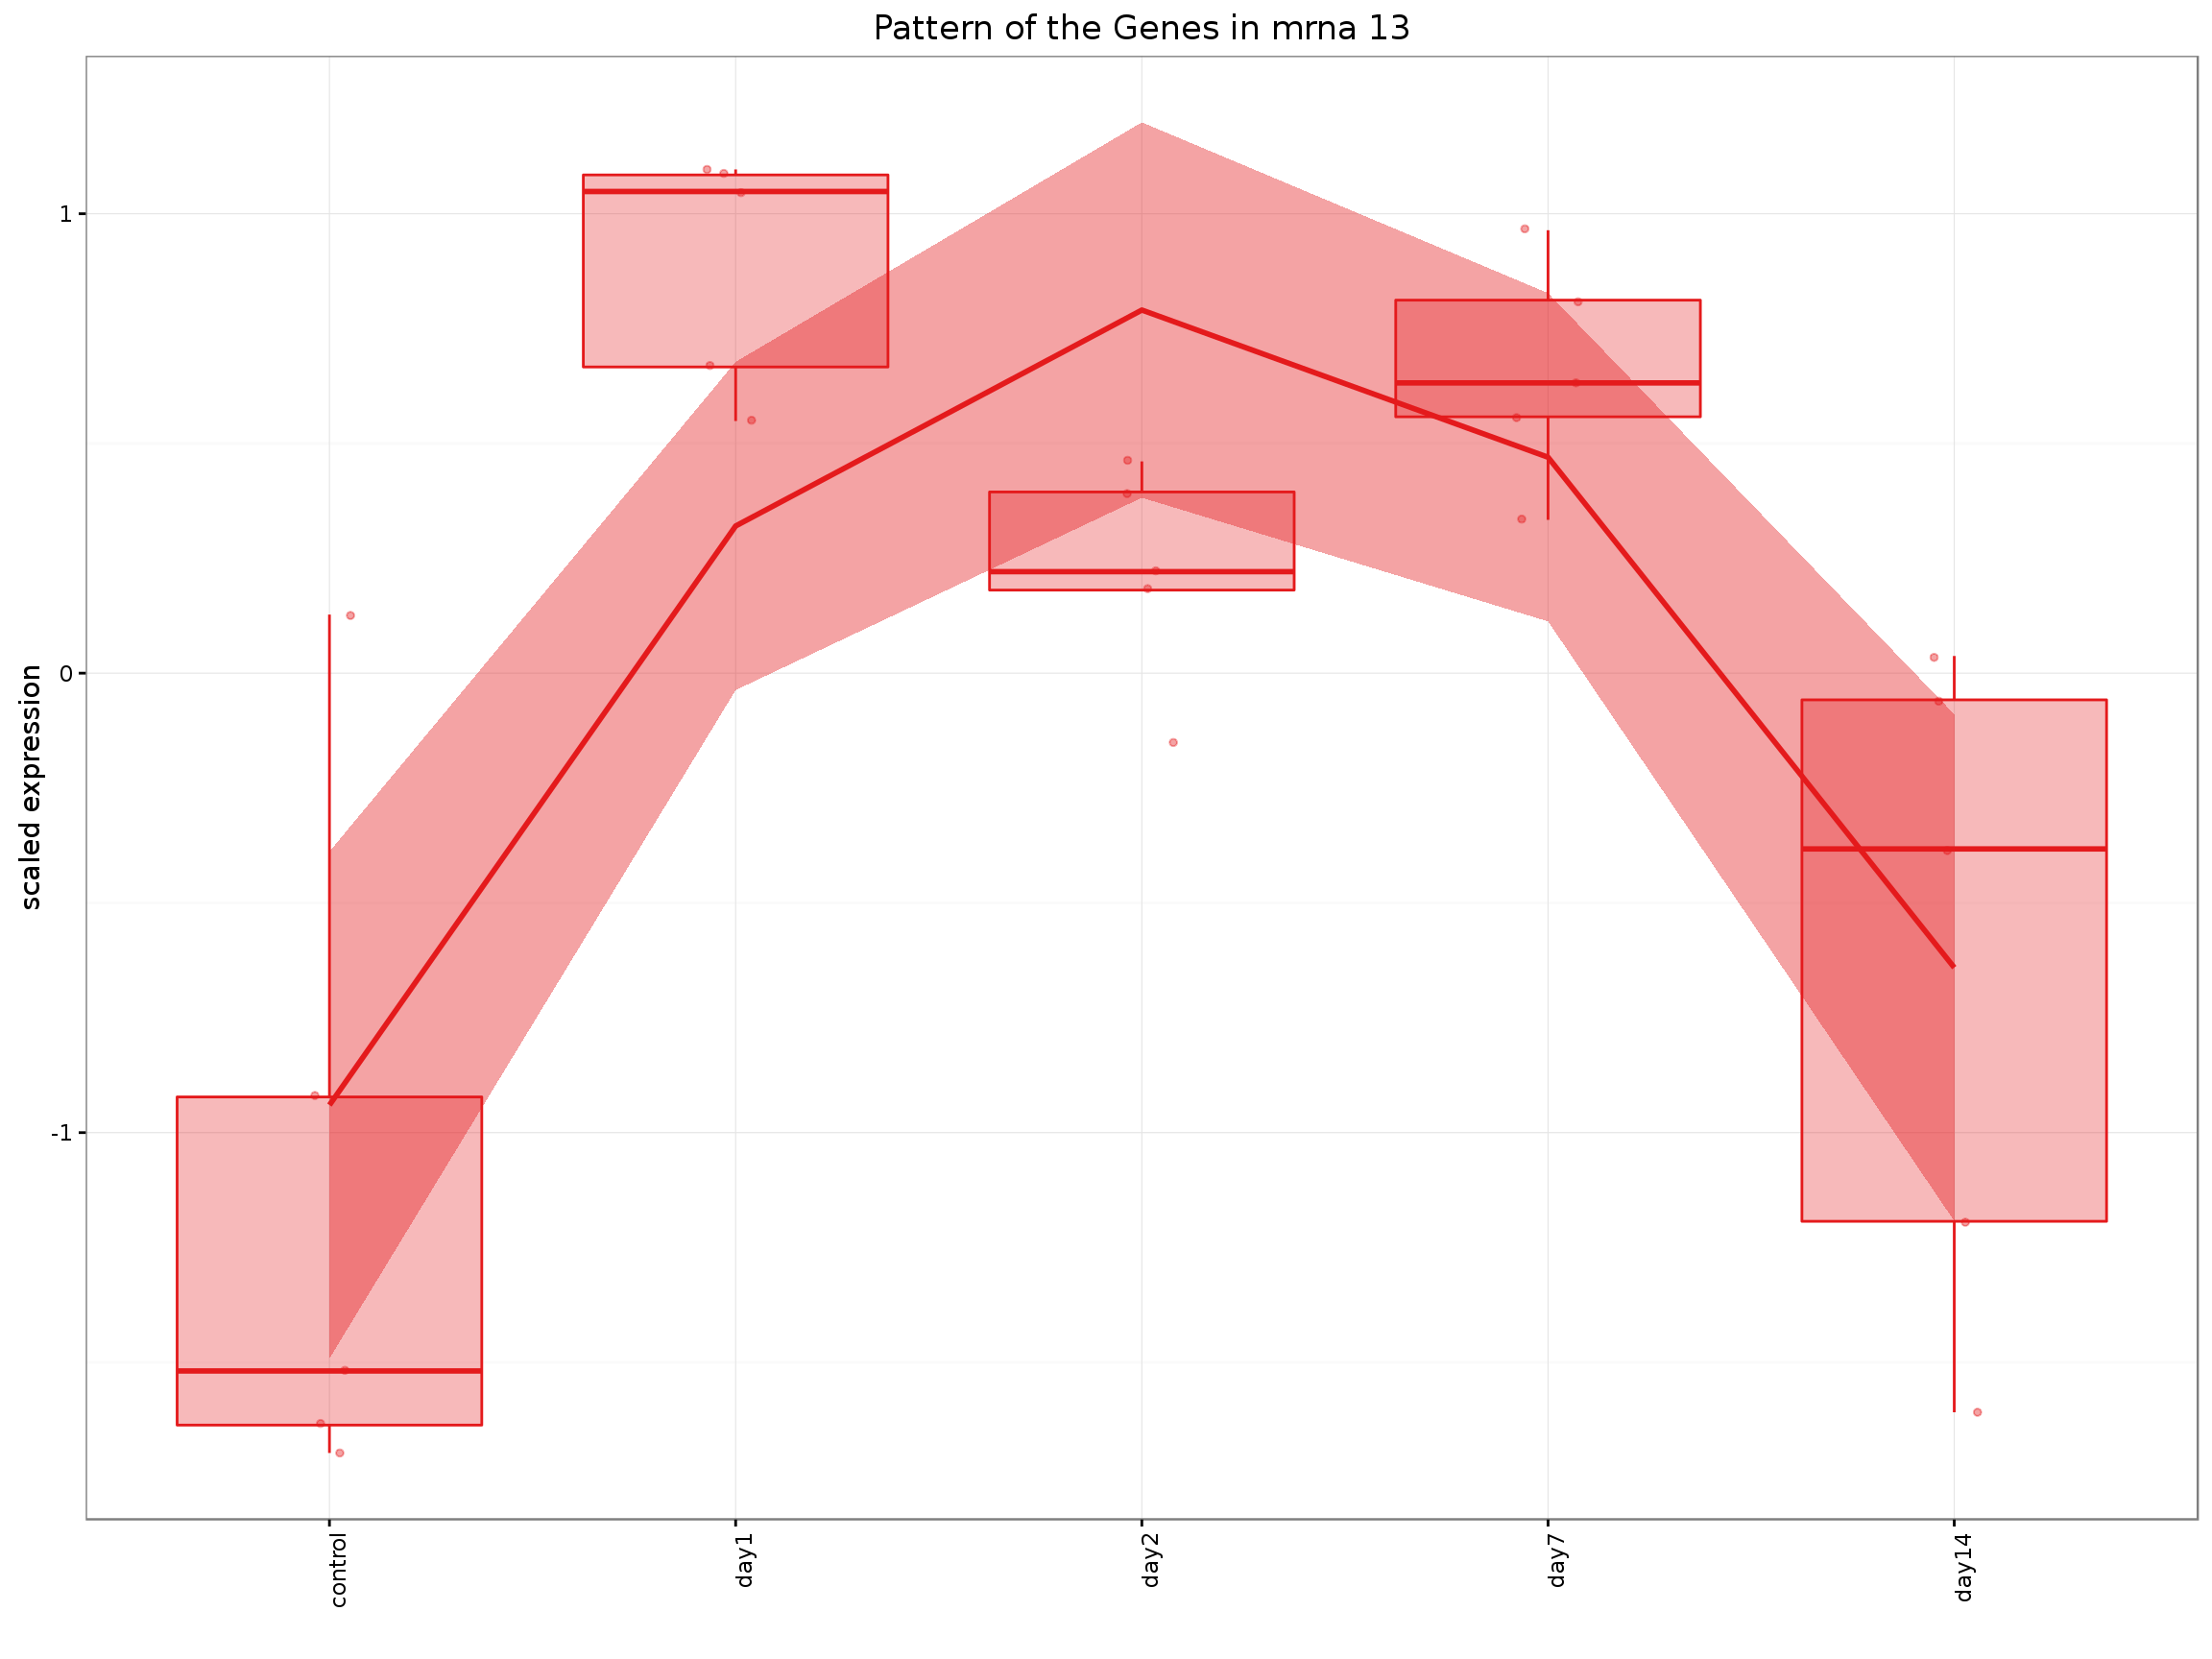 Pattern of the Genes in mrna 13
scaled expression
1
0
-1
control
day1
day2
day7
day14